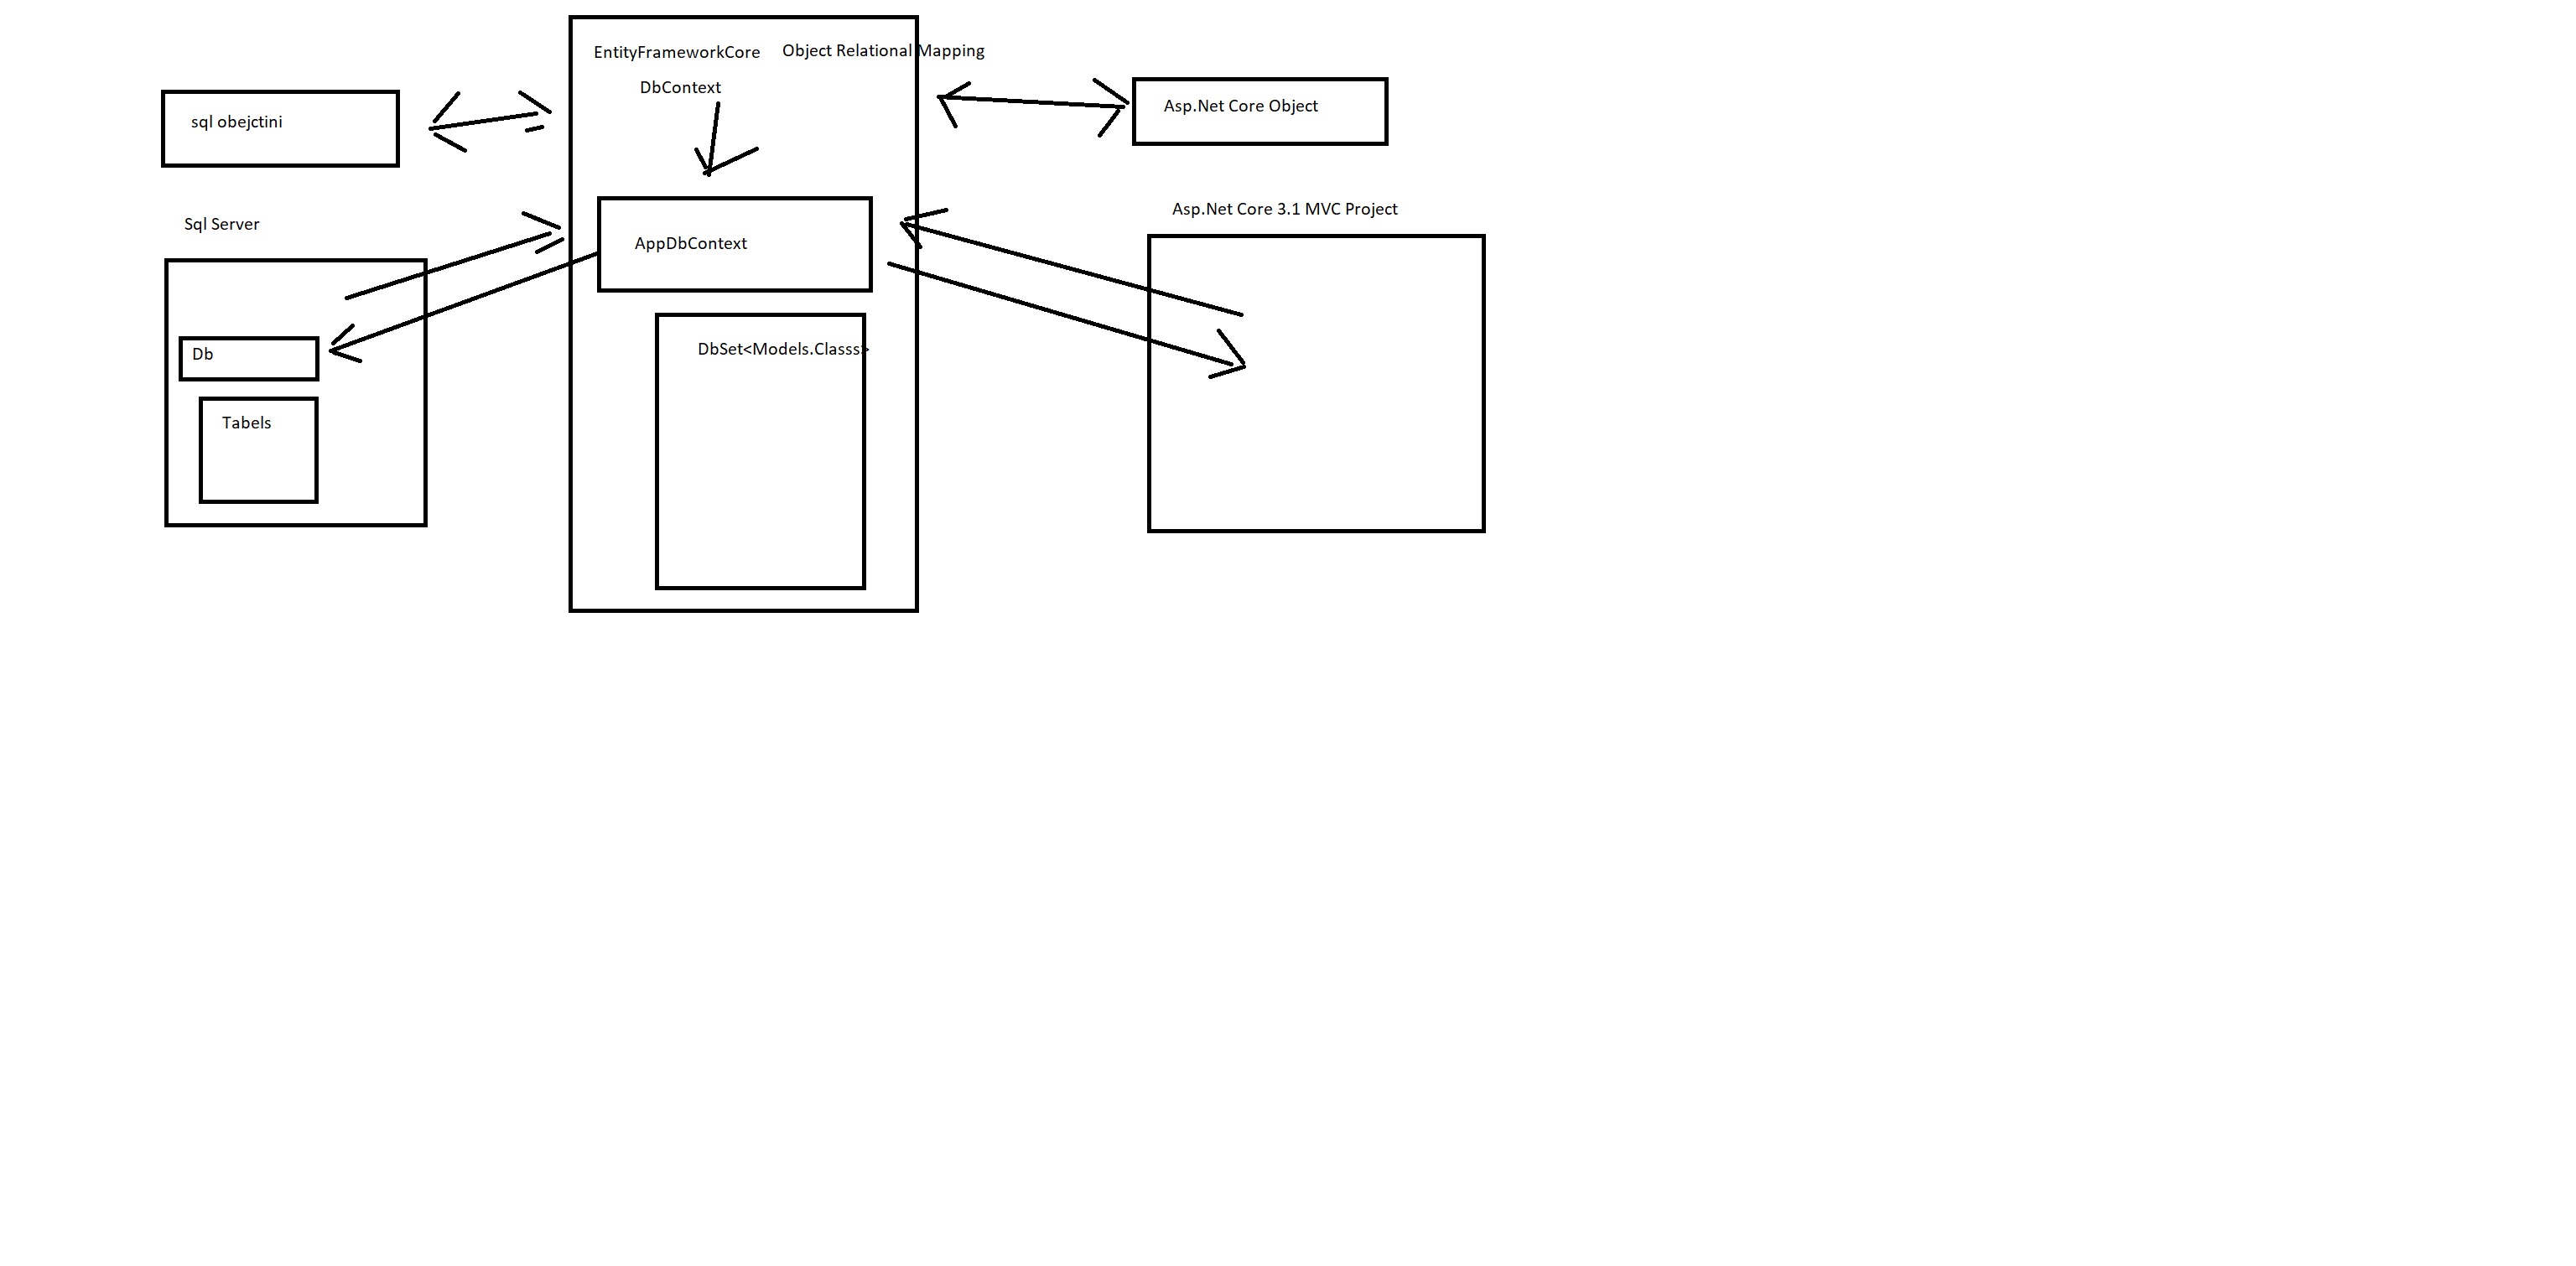 EntityFrameworkCore
Object Relational Mapping
DbContext
sql obejctini
Asp.Net Core Object
Sql Server
Asp.Net Core 3.1 MVC Project
AppDbContext
Db
DbSet<Models.Classs>
Tabels